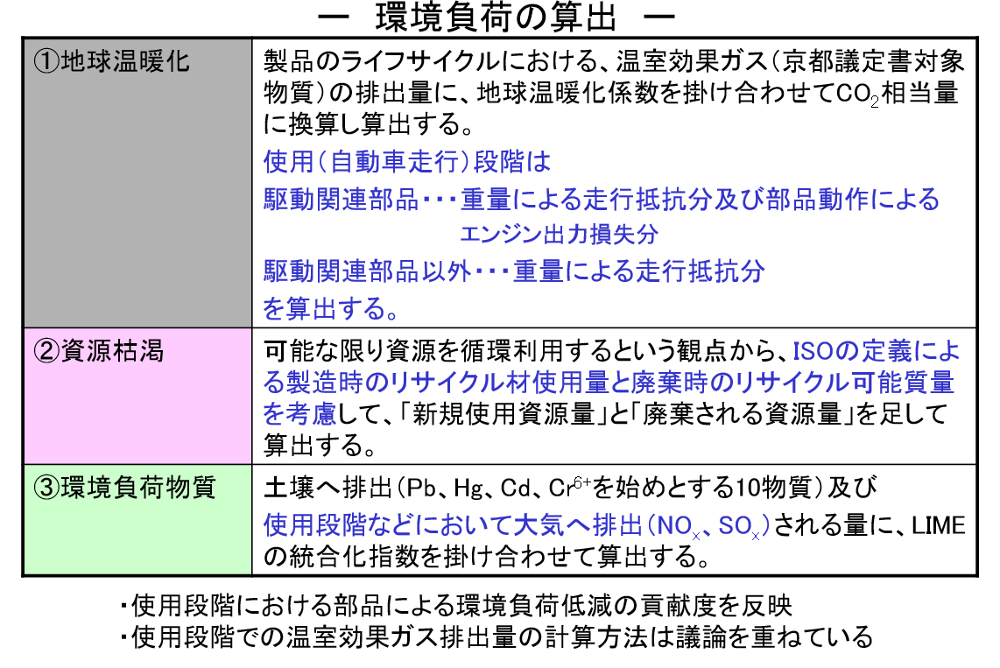 ー 環境負荷の算出 ー
①地球温暖化
製品のライフサイクルにおける、温室効果ガス(京都議定書対象
物質)の排出量に、地球温暖化係数を掛け合わせてCO₂相当量
に換算し算出する。
使用(自動車走行)段階は
駆動関連部品・・・重量による走行抵抗分及び部品動作による
エンジン出力損失分
駆動関連部品以外・・・重量による走行抵抗分
を算出する。
②資源枯渇
可能な限り資源を循環利用するという観点から、ISOの定義によ
る製造時のリサイクル材使用量と廃棄時のリサイクル可能質量
を考慮して、「新規使用資源量」と「廃棄される資源量」を足して
算出する。
③環境負荷物質
土壌へ排出(Pb、Hg、Cd、Cr⁶⁺を始めとする10物質)及び
使用段階などにおいて大気へ排出(NOₓ、SOₓ)される量に、LIME
の統合化指数を掛け合わせて算出する。
・使用段階における部品による環境負荷低減の貢献度を反映
・使用段階での温室効果ガス排出量の計算方法は議論を重ねている